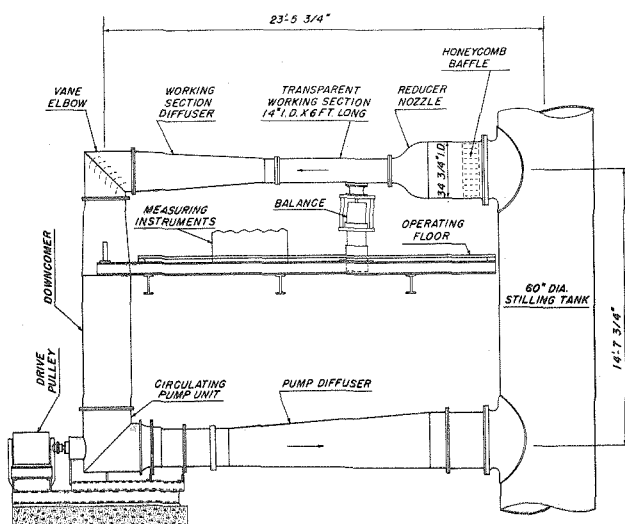 23'-5 3/4"
HONEYCOMB
BAFFLE
VANE
ELBOW
WORKING
SECTION
DIFFUSER
TRANSPARENT
WORKING SECTION
14" I.D. X 6 FT. LONG
REDUCER
NOZZLE
34 3/4" I.D.
MEASURING
INSTRUMENTS
BALANCE
OPERATING
FLOOR
DOWNCOMER
60" DIA.
STILLING TANK
14'-7 3/4"
DRIVE
PULLEY
CIRCULATING
PUMP UNIT
PUMP DIFFUSER